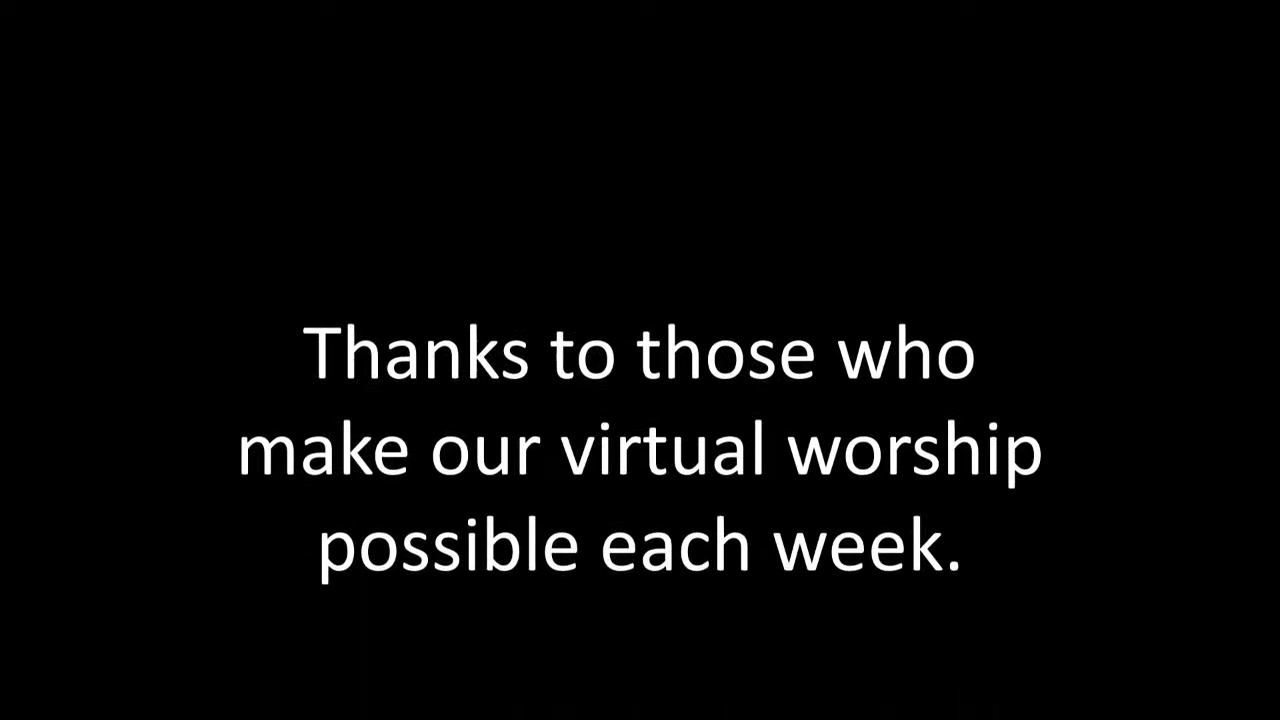 Thanks to those who
make our virtual worship
possible each week.